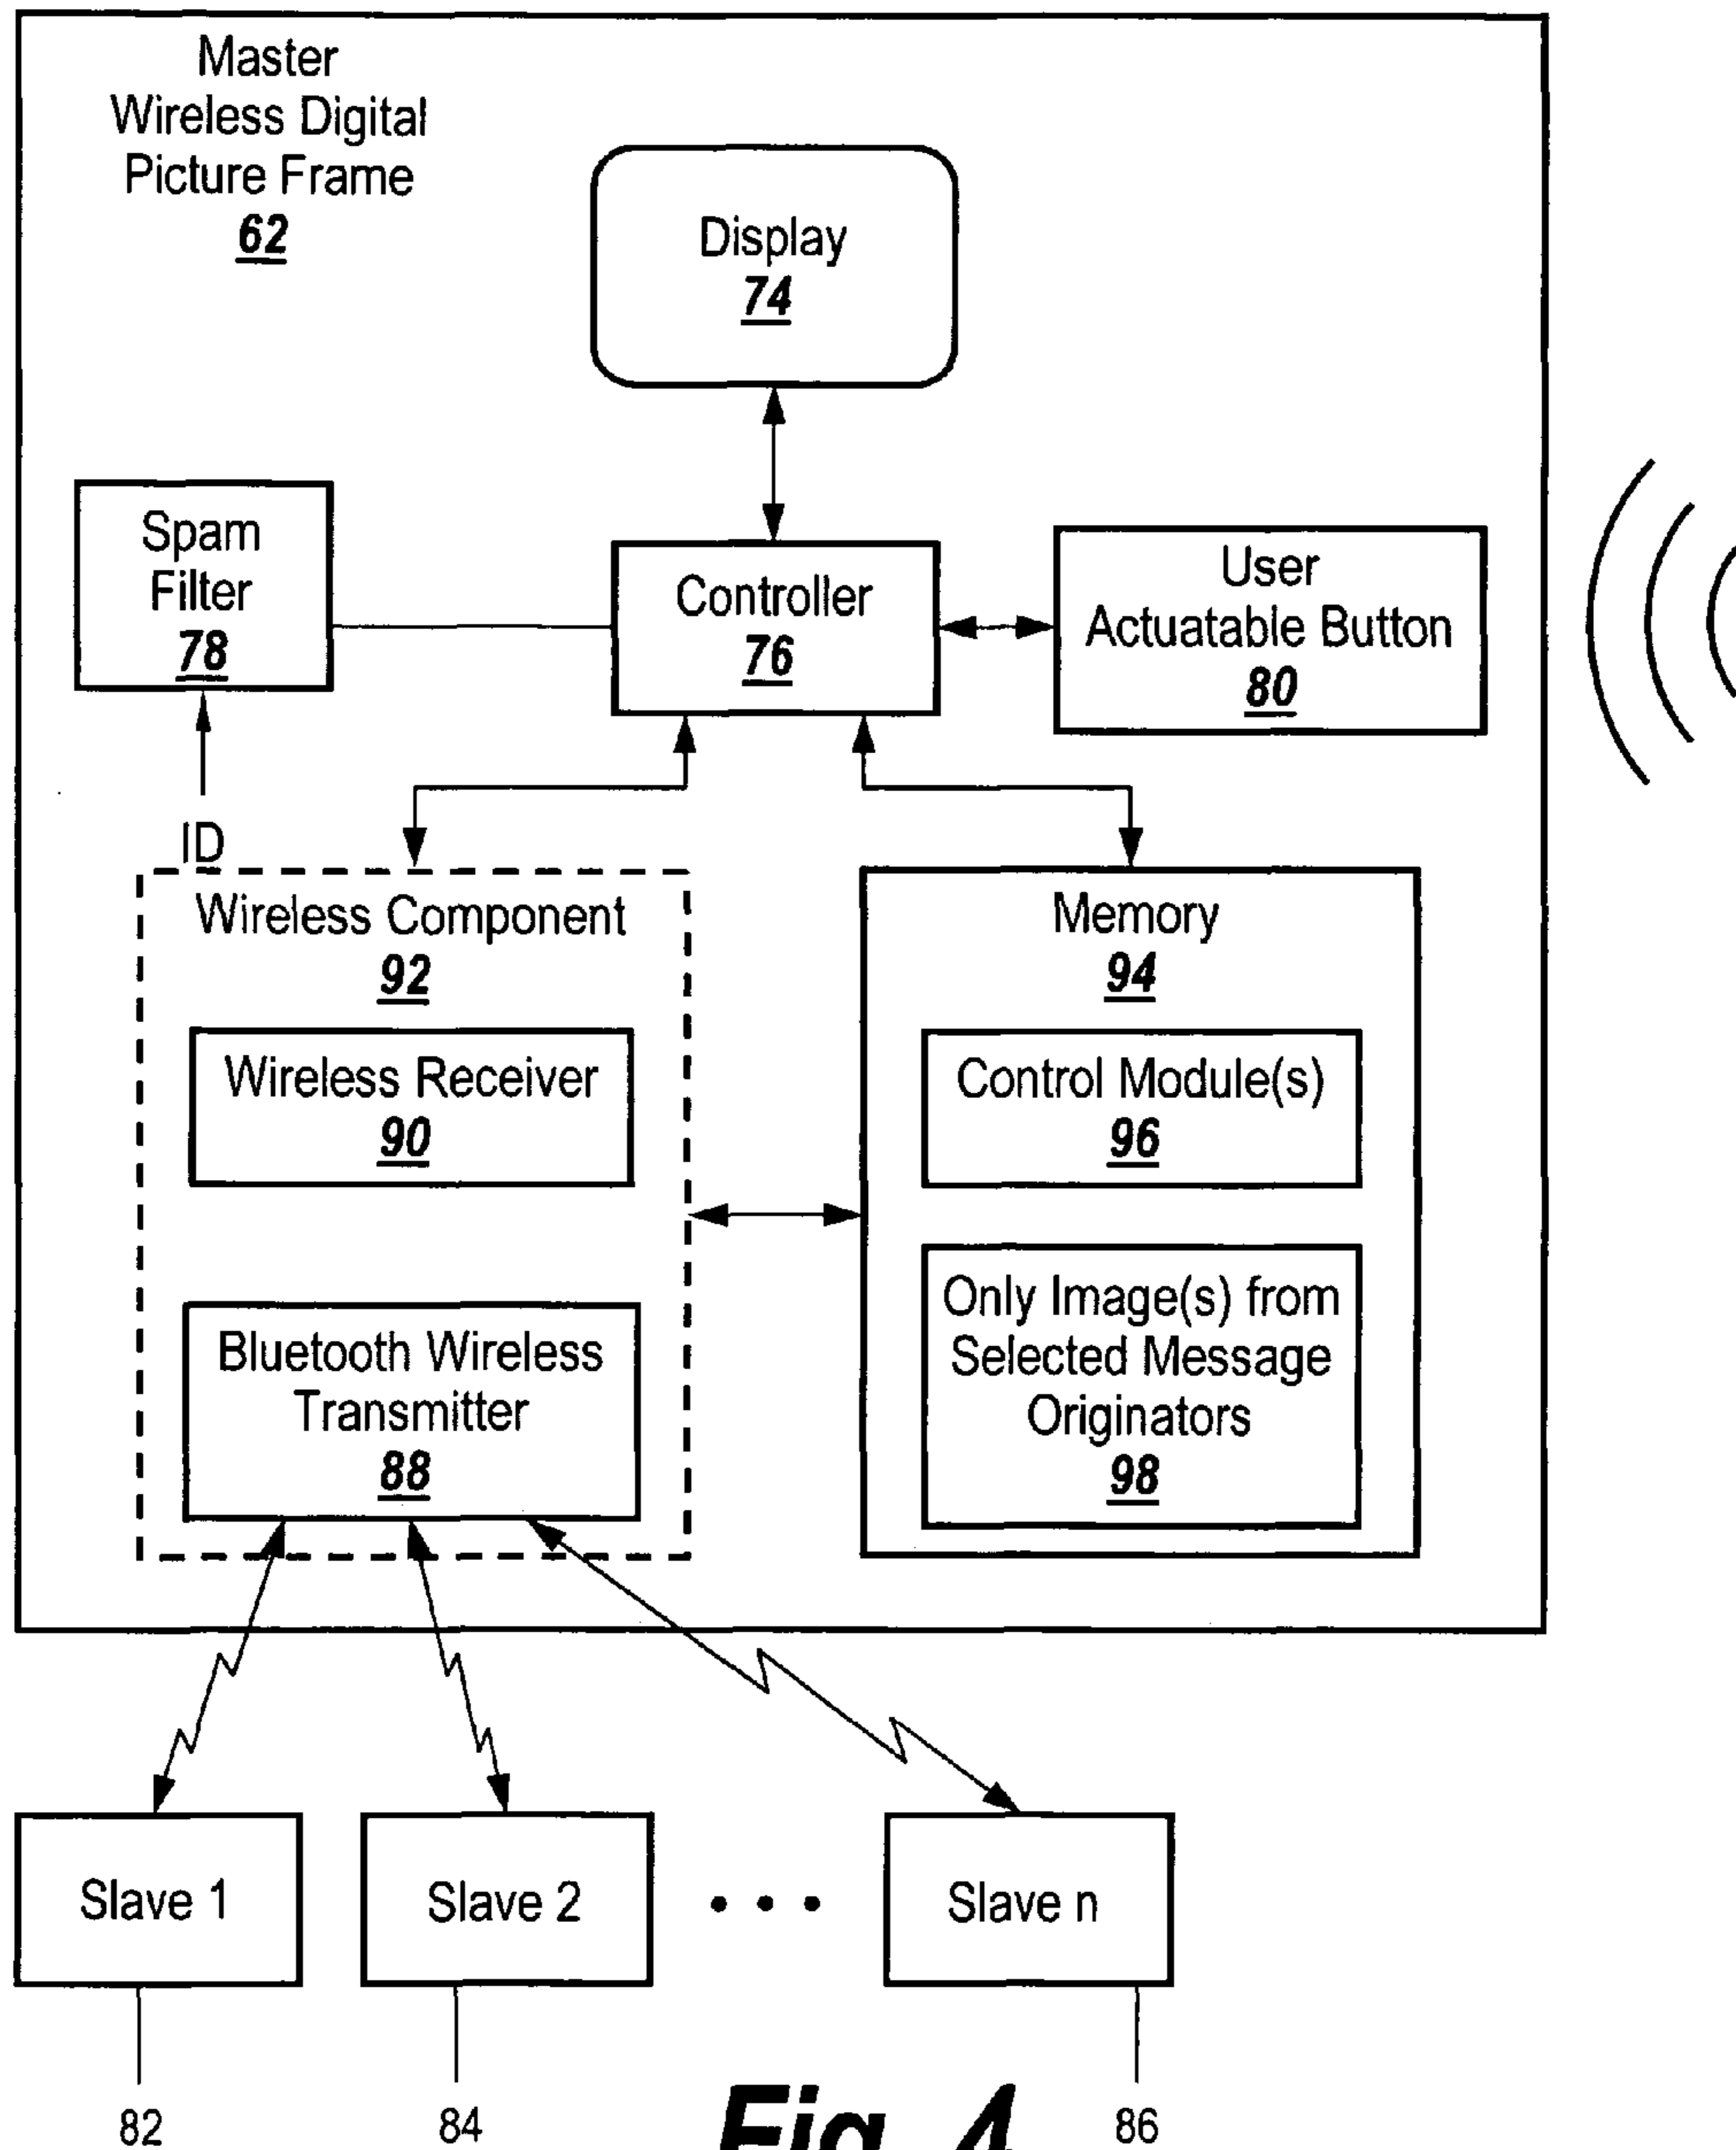 Master
Wireless Digital
Picture Frame
62
Display
74
Spam
Filter
78
Controller
76
User
Actuatable Button
80
ID
Wireless Component
92
Wireless Receiver
90
Bluetooth Wireless
Transmitter
88
Memory
94
Control Module(s)
96
Only Image(s) from
Selected Message
Originators
98
Slave 1
Slave 2
• • •
Slave n
82
84
86
Fig. 4